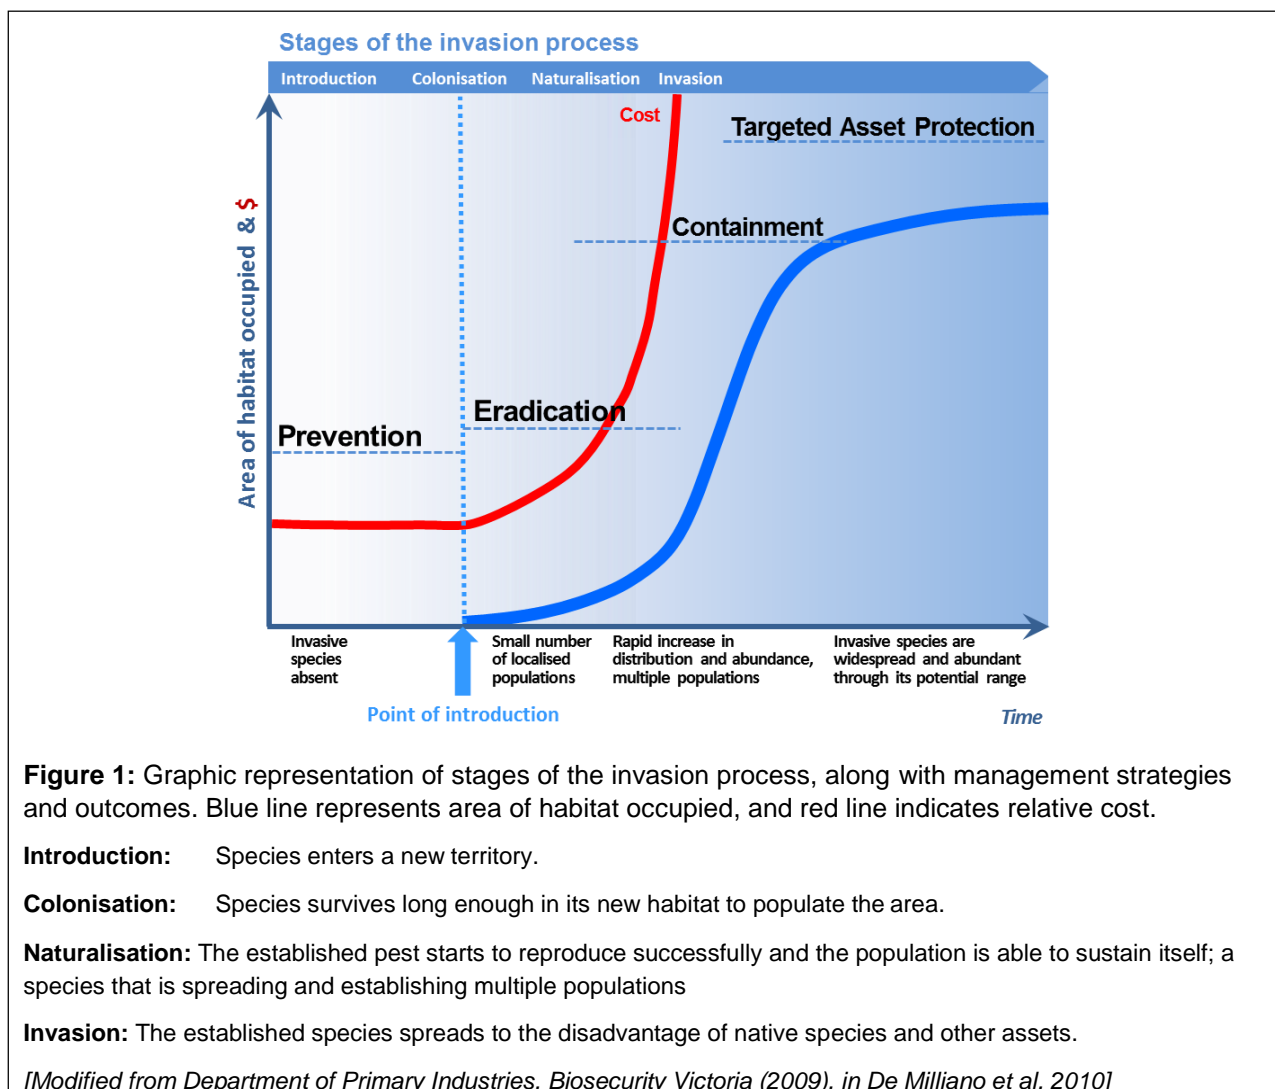 Stages of the invasion process
Introduction Colonisation Naturalisation Invasion
Cost
Targeted Asset Protection
Containment
Eradication
Prevention
Area of habitat occupied & $
Invasive
species
absent
Small number
of localised
populations
Rapid increase in
distribution and abundance,
multiple populations
Invasive species are
widespread and abundant
through its potential range
Point of introduction
Time
Figure 1: Graphic representation of stages of the invasion process, along with management strategies
and outcomes. Blue line represents area of habitat occupied, and red line indicates relative cost.
Introduction: Species enters a new territory.
Colonisation: Species survives long enough in its new habitat to populate the area.
Naturalisation: The established pest starts to reproduce successfully and the population is able to sustain itself; a
species that is spreading and establishing multiple populations
Invasion: The established species spreads to the disadvantage of native species and other assets.
[Modified from Department of Primary Industries, Biosecurity Victoria (2009), in De Milliano et al. 2010]